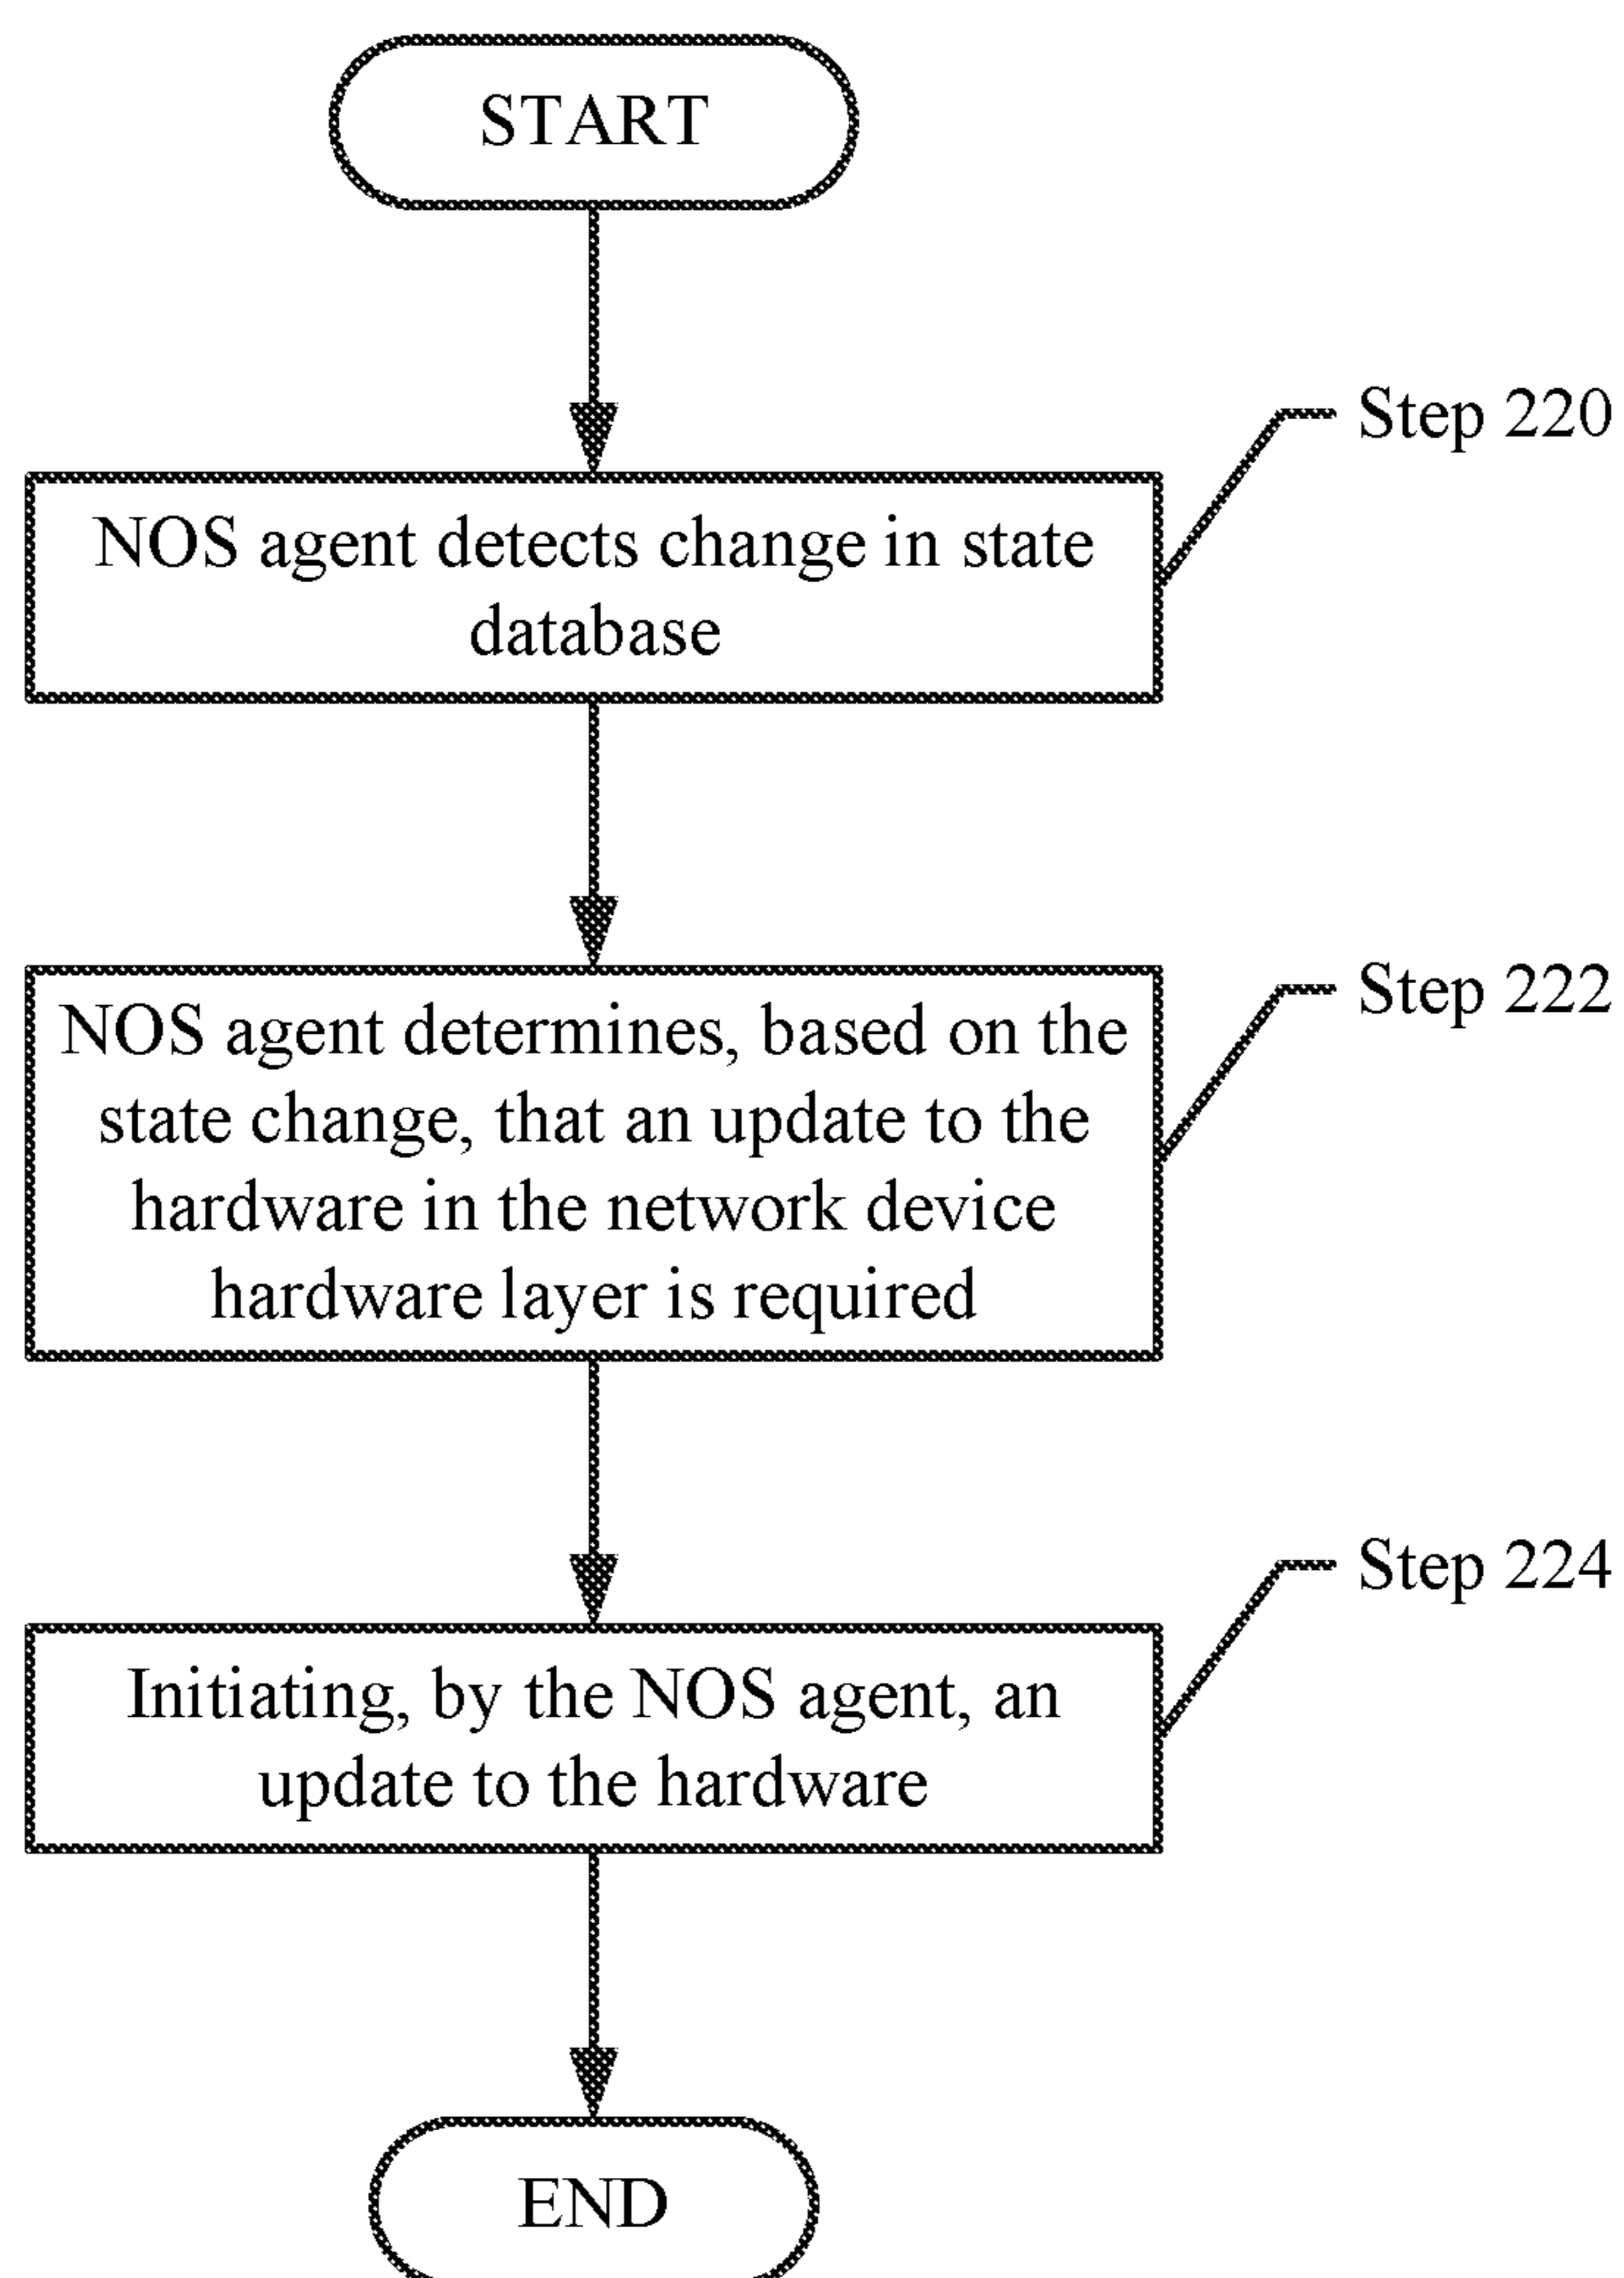 START
Step 220
NOS agent detects change in state
database
Step 222
NOS agent determines, based on the
state change, that an update to the
hardware in the network device
hardware layer is required
Step 224
Initiating, by the NOS agent, an
update to the hardware
END